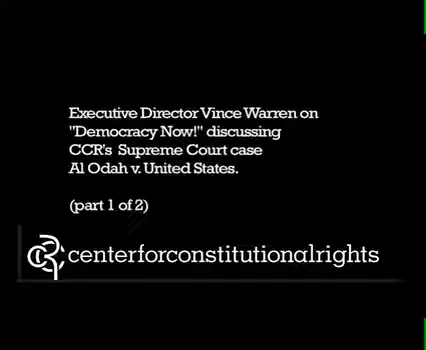 Executive Director Vince Warren on
"Democracy Now!" discussing
CCR's Supreme Court case
Al Odah v. United States.
(part 1 of 2)
centerforconstitutionalrights